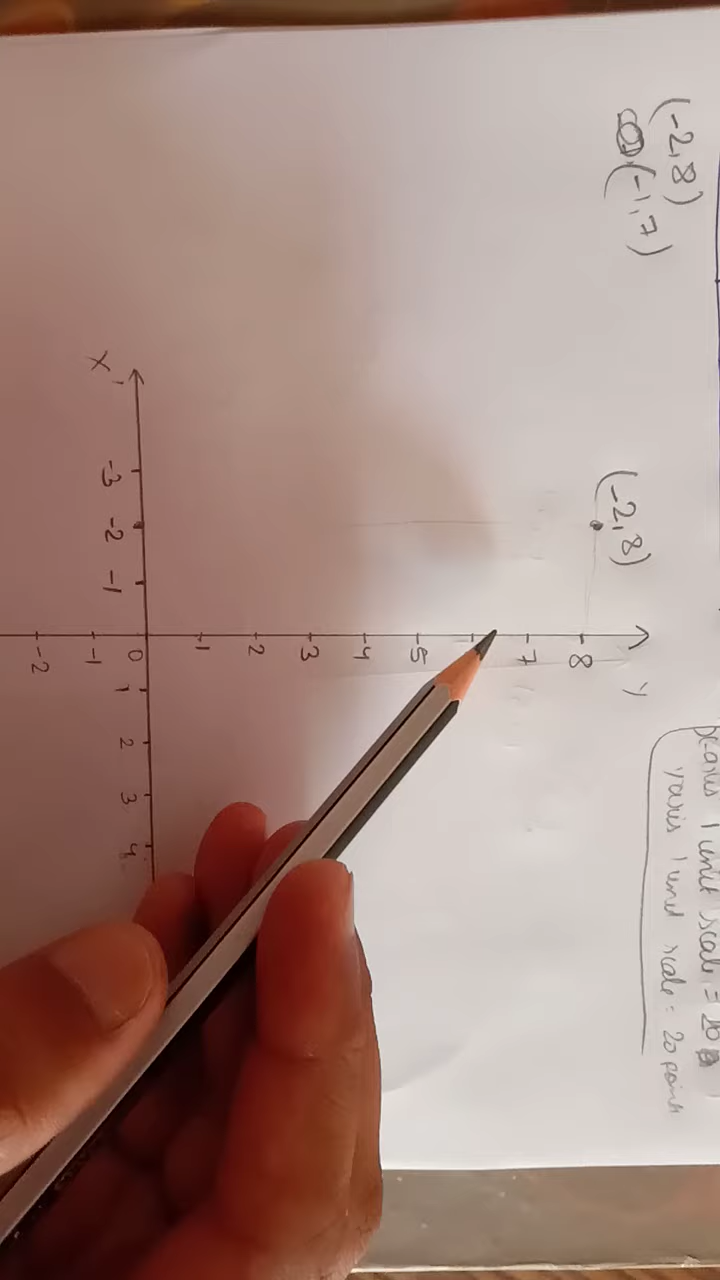 (-2,8)
(-1,7)
(-2,8)
Y
8
7
5
4
3
2
1
X'
-3 -2 -1 0 1 2 3 4
-1
-2
x-axis 1 unit scale = 20
y axis 1 unit scale = 20 points